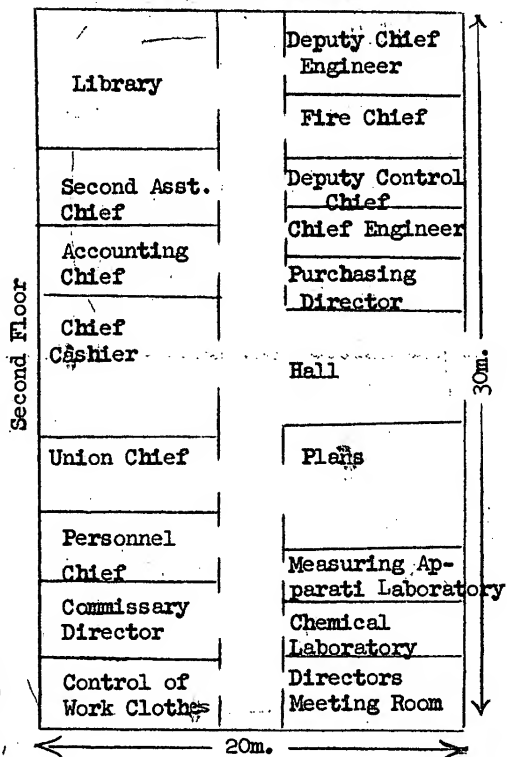 Second Floor
Library
Second Asst.
Chief
Accounting
Chief
Chief
Cashier
Union Chief
Personnel
Chief
Commissary
Director
Control of
Work Clothes
Deputy Chief
Engineer
Fire Chief
Deputy Control
Chief
Chief Engineer
Purchasing
Director
Hall
Plans
Measuring Ap-
parati Laboratory
Chemical
Laboratory
Directors
Meeting Room
30m.
20m.